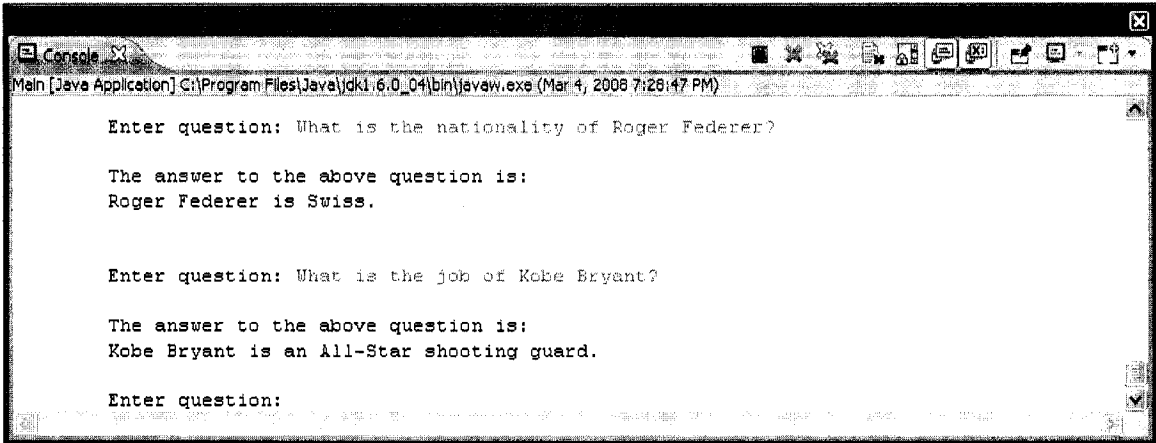 Console
Main [Java Application] C:\Program Files\Java\jdk1.6.0_04\bin\javaw.exe (Mar 4, 2008 7:28:47 PM)
Enter question: What is the nationality of Roger Federer?
The answer to the above question is:
Roger Federer is Swiss.
Enter question: What is the job of Kobe Bryant?
The answer to the above question is:
Kobe Bryant is an All-Star shooting guard.
Enter question: